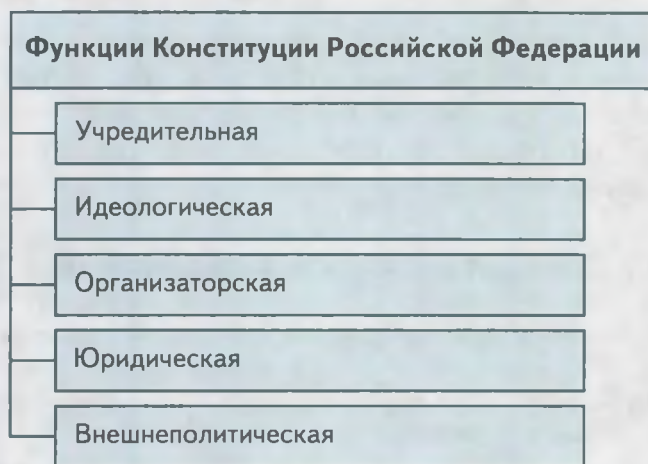 Функции Конституции Российской Федерации
Учредительная
Идеологическая
Организаторская
Юридическая
Внешнеполитическая